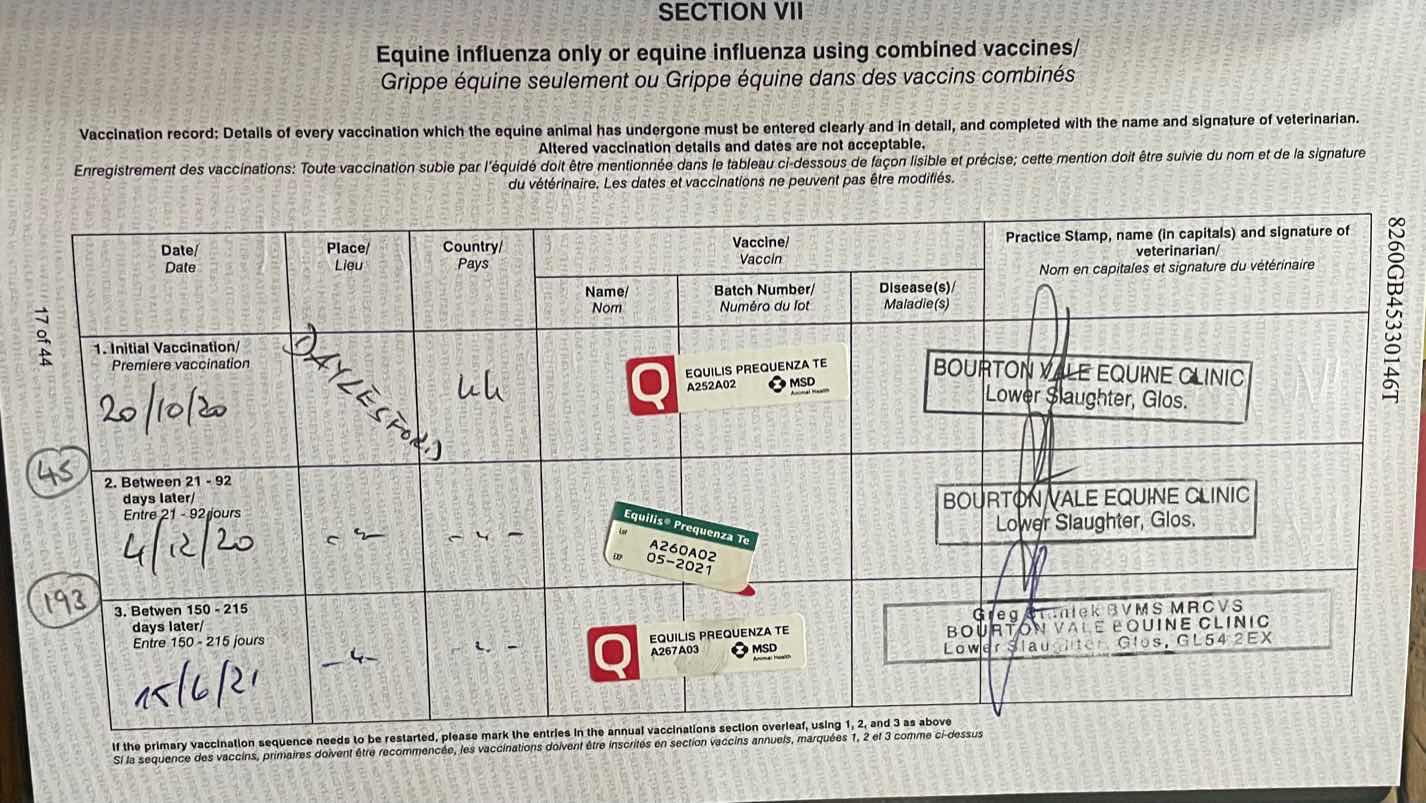 SECTION VII
Equine influenza only or equine influenza using combined vaccines/
Grippe équine seulement ou Grippe équine dans des vaccins combinés
Vaccination record: Details of every vaccination which the equine animal has undergone must be entered clearly and in detail, and completed with the name and signature of veterinarian.
Altered vaccination details and dates are not acceptable.
Enregistrement des vaccinations: Toute vaccination subie par l'équidé doit être mentionnée dans le tableau ci-dessous de façon lisible et précise; cette mention doit être suivie du nom et de la signature
du vétérinaire. Les dates et vaccinations ne peuvent pas être modifiés.
Date/
Date
Place/
Lieu
Country/
Pays
Vaccine/
Vaccin
Practice Stamp, name (in capitals) and signature of
veterinarian/
Nom en capitales et signature du vétérinaire
Name/
Nom
Batch Number/
Numéro du lot
Disease(s)/
Maladie(s)
1. Initial Vaccination/
Premiere vaccination
20/10/20
DAYLESFORD
UK
Q
EQUILIS PREQUENZA TE
A252A02
MSD
Animal Health
BOURTON VALE EQUINE CLINIC
Lower Slaughter, Glos.
45
2. Between 21 - 92
days later/
Entre 21 - 92 jours
4/12/20
- " -
- " -
Equilis® Prequenza Te
Lot
A260A02
EXP
05-2021
BOURTON VALE EQUINE CLINIC
Lower Slaughter, Glos.
193
3. Betwen 150 - 215
days later/
Entre 150 - 215 jours
15/6/21
- " -
- " -
Q
EQUILIS PREQUENZA TE
A267A03
MSD
Animal Health
Greg BVMS MRCVS
BOURTON VALE EQUINE CLINIC
Lower Slaughter, Glos, GL54 2EX
If the primary vaccination sequence needs to be restarted, please mark the entries in the annual vaccinations section overleaf, using 1, 2, and 3 as above
Si la sequence des vaccins, primaires doivent être recommencée, les vaccinations doivent être inscrites en section vaccins annuels, marquées 1, 2 et 3 comme ci-dessus
17 of 44
8260GB45330146T